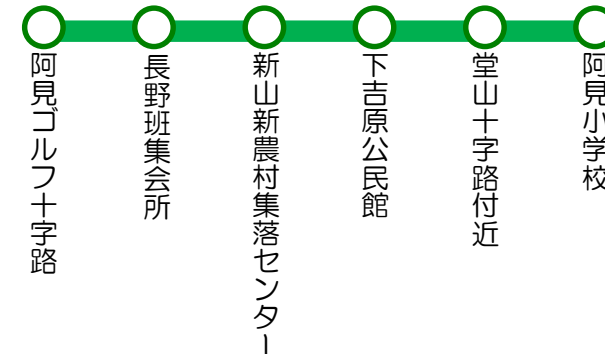 阿見ゴルフ十字路
長野班集会所
新山新農村集落センター
下吉原公民館
堂山十字路付近
阿見小学校